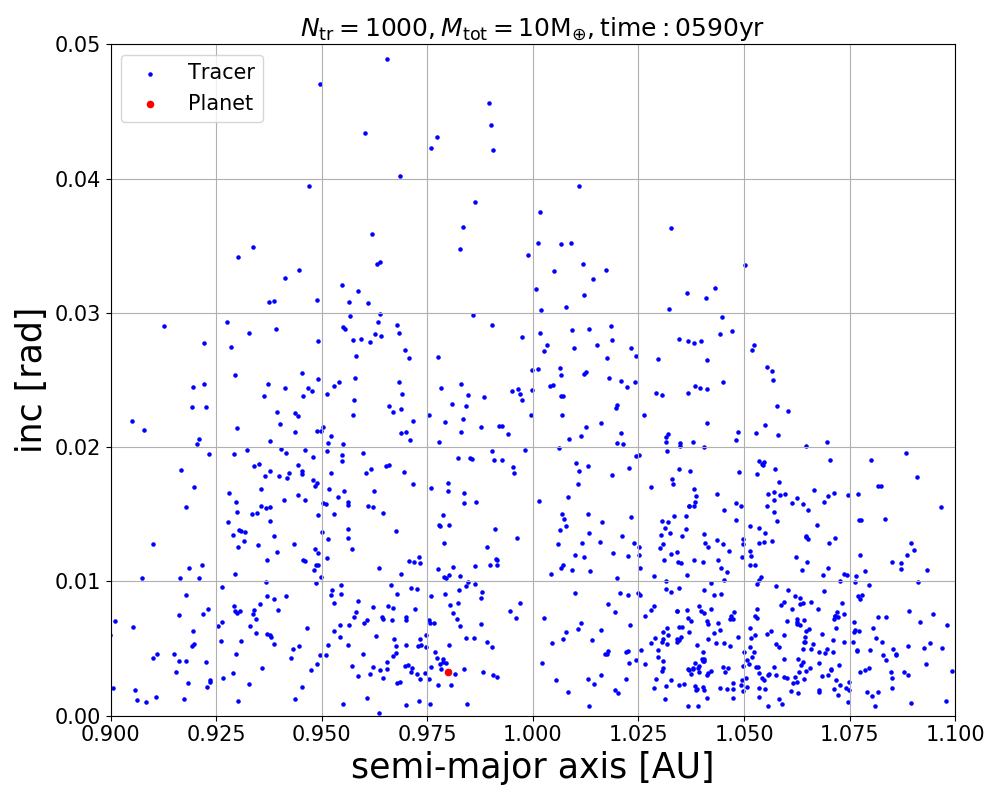 N_tr = 1000, M_tot = 10M_⊕, time : 0590yr
Tracer
Planet
inc [rad]
0.05
0.04
0.03
0.02
0.01
0.00
0.900 0.925 0.950 0.975 1.000 1.025 1.050 1.075 1.100
semi-major axis [AU]